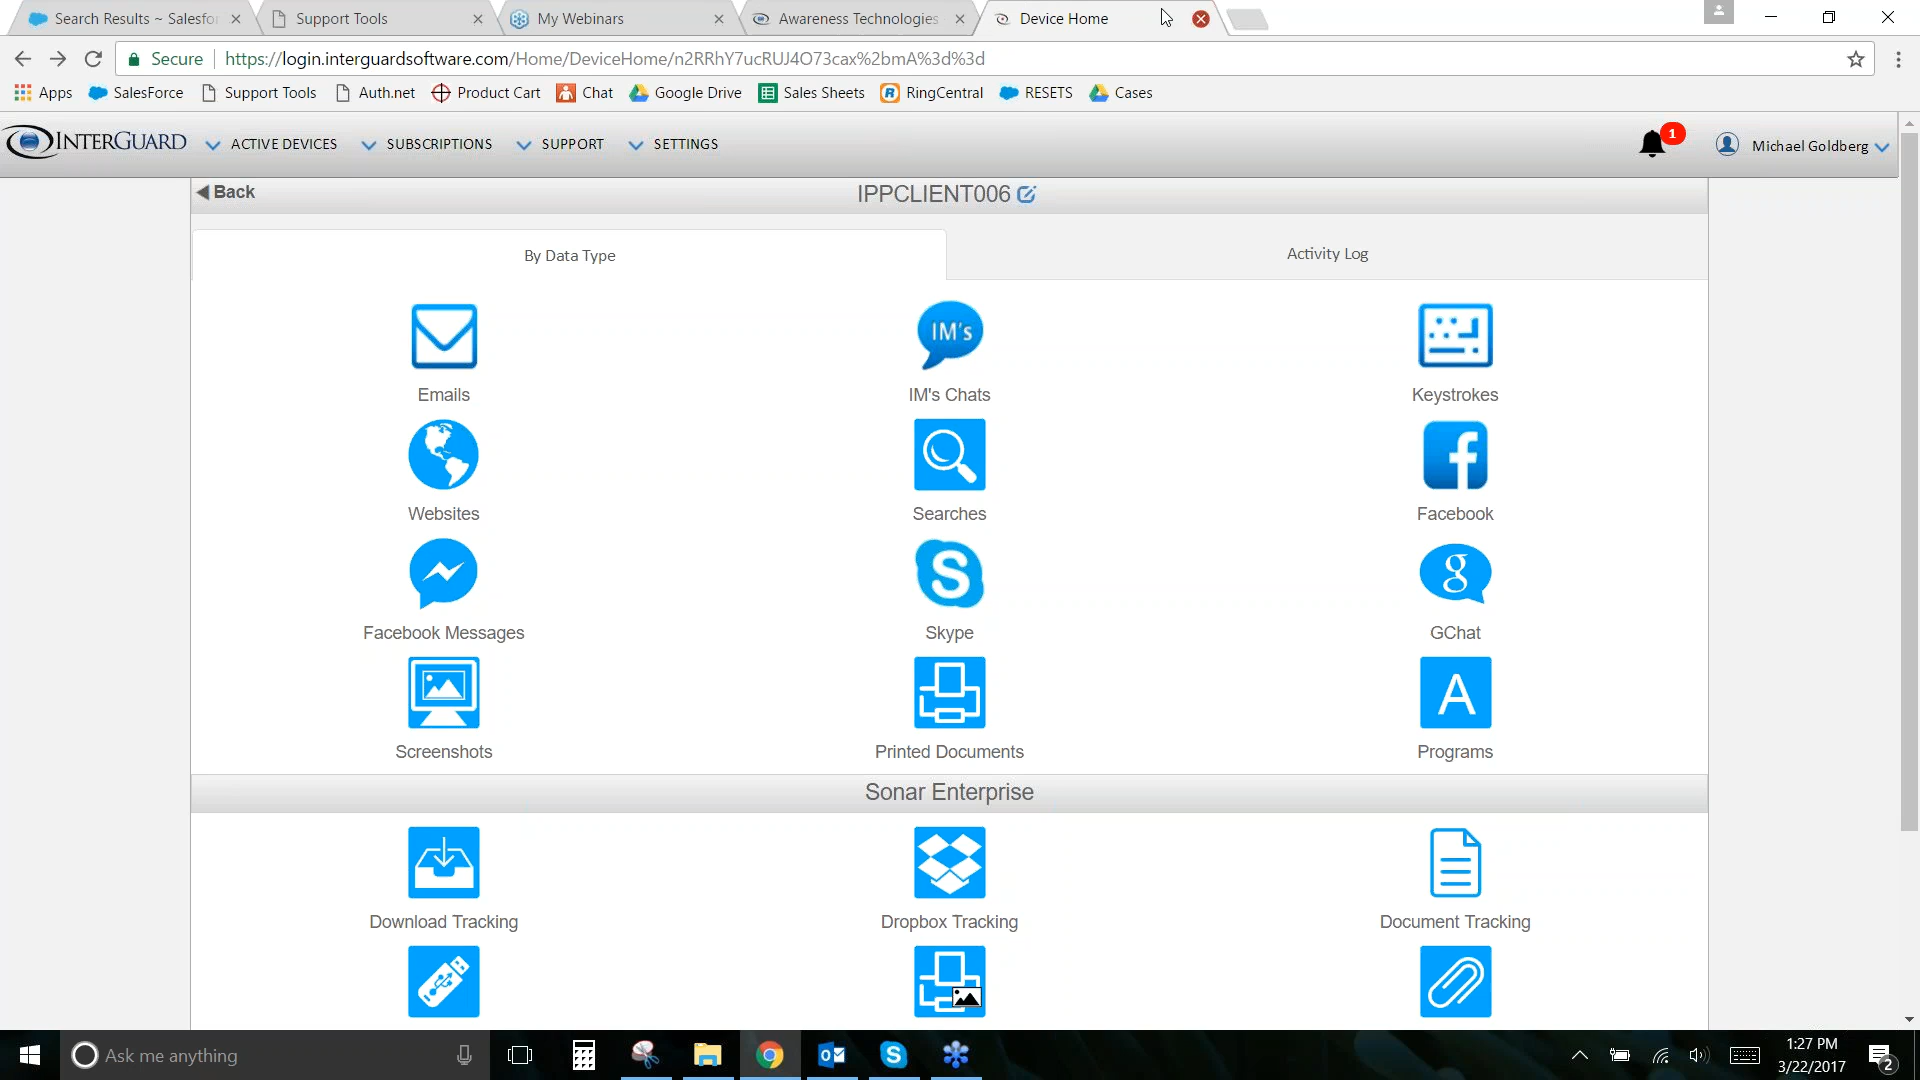 Search Results ~ Salesfor
Support Tools
My Webinars
Awareness Technologies
Device Home
Secure
https://login.interguardsoftware.com/Home/DeviceHome/n2RRhY7ucRUJ4O73cax%2bmA%3d%3d
Apps
SalesForce
Support Tools
Auth.net
Product Cart
Chat
Google Drive
Sales Sheets
R
RingCentral
RESETS
Cases
INTERGUARD
ACTIVE DEVICES
SUBSCRIPTIONS
SUPPORT
SETTINGS
1
Michael Goldberg
Back
IPPCLIENT006
By Data Type
Activity Log
IM's
Emails
IM's Chats
Keystrokes
f
Websites
Searches
Facebook
S
g
Facebook Messages
Skype
GChat
A
Screenshots
Printed Documents
Programs
Sonar Enterprise
Download Tracking
Dropbox Tracking
Document Tracking
Ask me anything
1:27 PM
3/22/2017
2